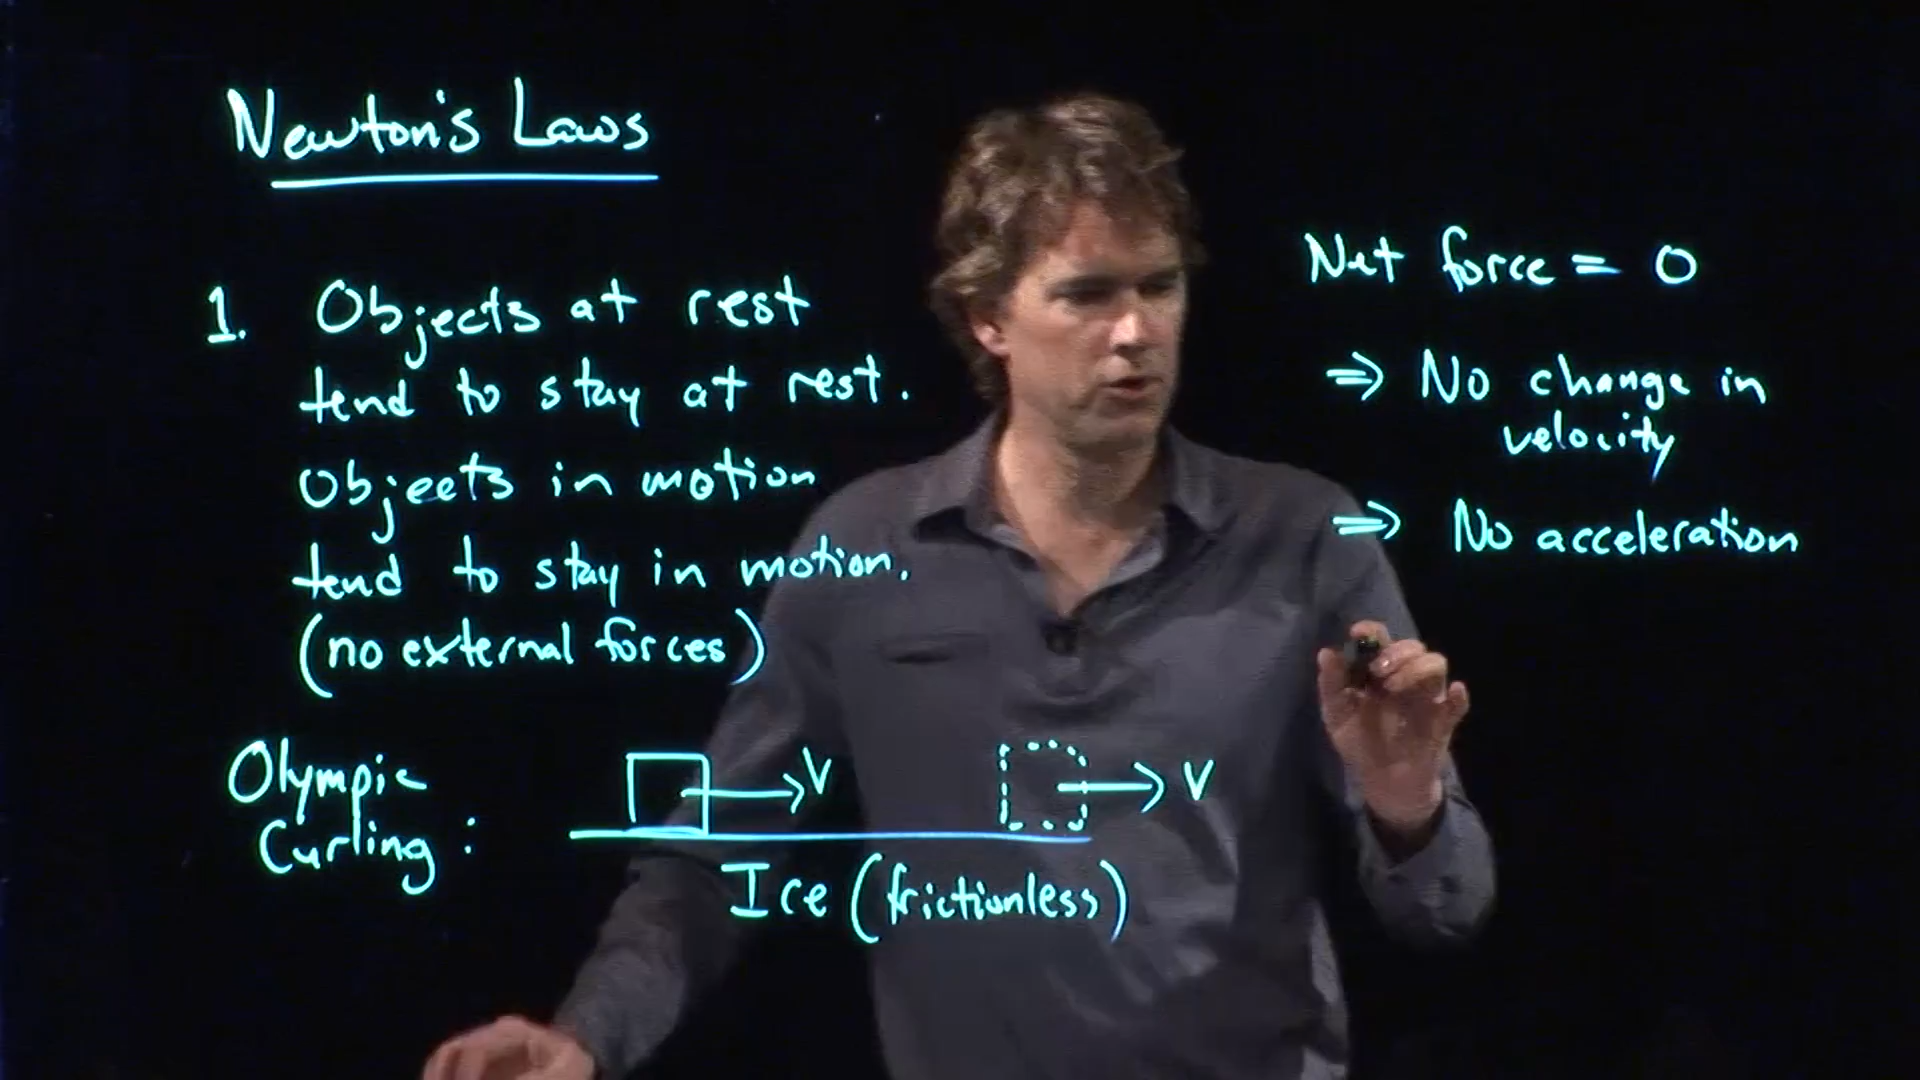 Newton's Laws
1. Objects at rest
tend to stay at rest.
Objects in motion
tend to stay in motion.
(no external forces)
Olympic
Curling:
V
V
Ice (frictionless)
Net force = 0
⇒ No change in
velocity
⇒ No acceleration